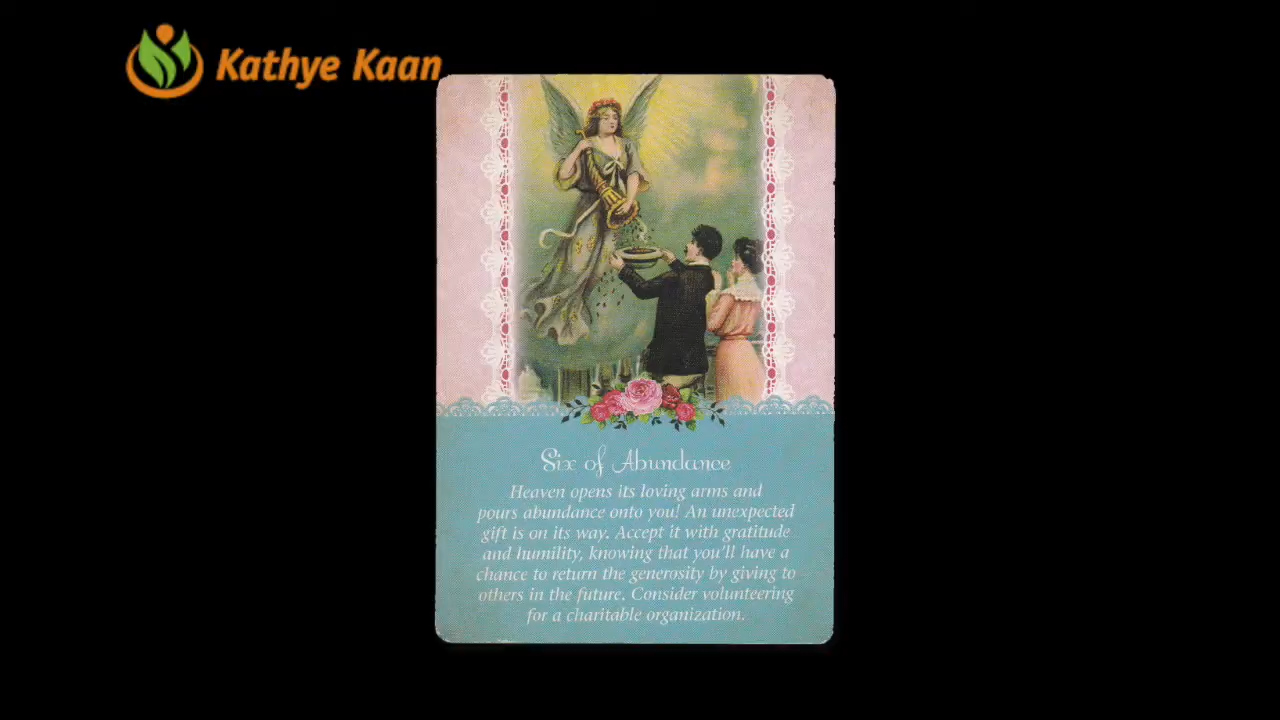 Kathye Kaan
Six of Abundance
Heaven opens its loving arms and
pours abundance onto you! An unexpected
gift is on its way. Accept it with gratitude
and humility, knowing that you'll have a
chance to return the generosity by giving to
others in the future. Consider volunteering
for a charitable organization.